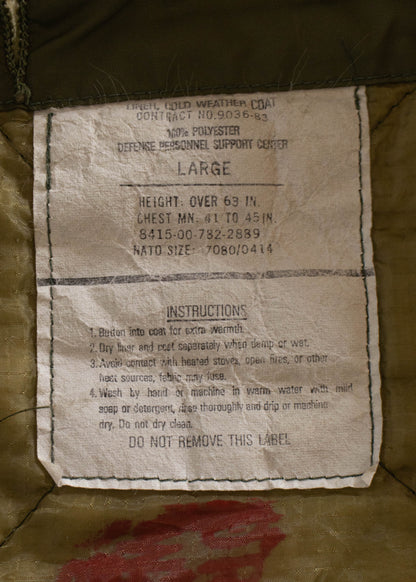 LINER, COLD WEATHER COAT
CONTRACT NO. 9036-83
100% POLYESTER
DEFENSE PERSONNEL SUPPORT CENTER
LARGE
HEIGHT: OVER 69 IN.
CHEST MN. 41 TO 45 IN.
8415-00-782-2889
NATO SIZE: 7080/0414
INSTRUCTIONS
1. Button into coat for extra warmth.
2. Dry liner and coat separately when damp or wet.
3. Avoid contact with heated stoves, open fires, or other
heat sources, fabric may fuse.
4. Wash by hand or machine in warm water with mild
soap or detergent, rinse thoroughly and drip or machine
dry. Do not dry clean.
DO NOT REMOVE THIS LABEL